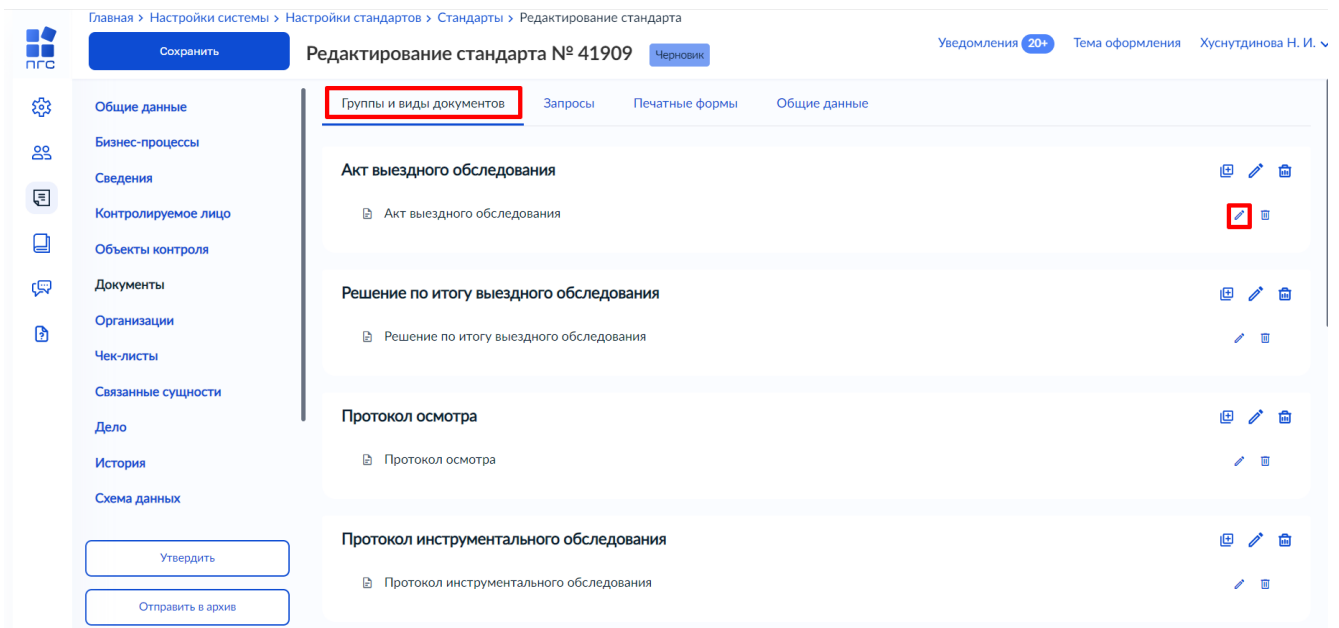 Главная > Настройки системы > Настройки стандартов > Стандарты > Редактирование стандарта
пгс
Сохранить
Редактирование стандарта № 41909
Черновик
Уведомления 20+
Тема оформления
Хуснутдинова Н. И.
Общие данные
Бизнес-процессы
Сведения
Контролируемое лицо
Объекты контроля
Документы
Организации
Чек-листы
Связанные сущности
Дело
История
Схема данных
Утвердить
Отправить в архив
Группы и виды документов
Запросы
Печатные формы
Общие данные
Акт выездного обследования
Акт выездного обследования
Решение по итогу выездного обследования
Решение по итогу выездного обследования
Протокол осмотра
Протокол осмотра
Протокол инструментального обследования
Протокол инструментального обследования